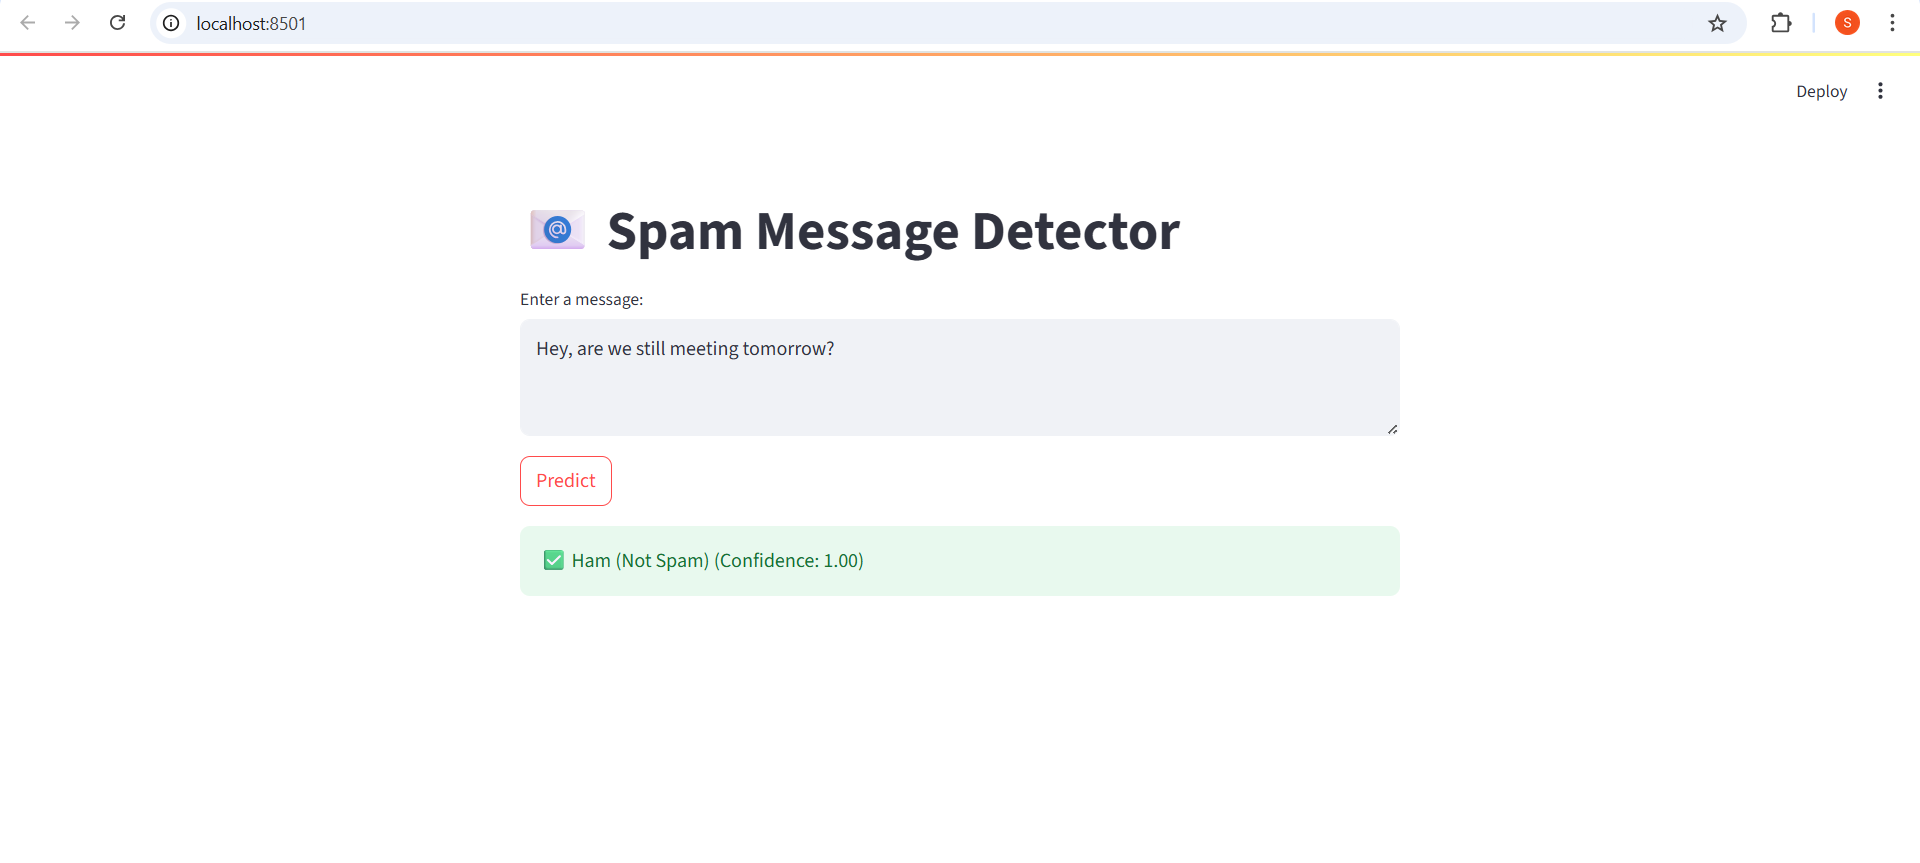 localhost:8501
S
Deploy
@ Spam Message Detector
Enter a message:
Hey, are we still meeting tomorrow?
Predict
Ham (Not Spam) (Confidence: 1.00)